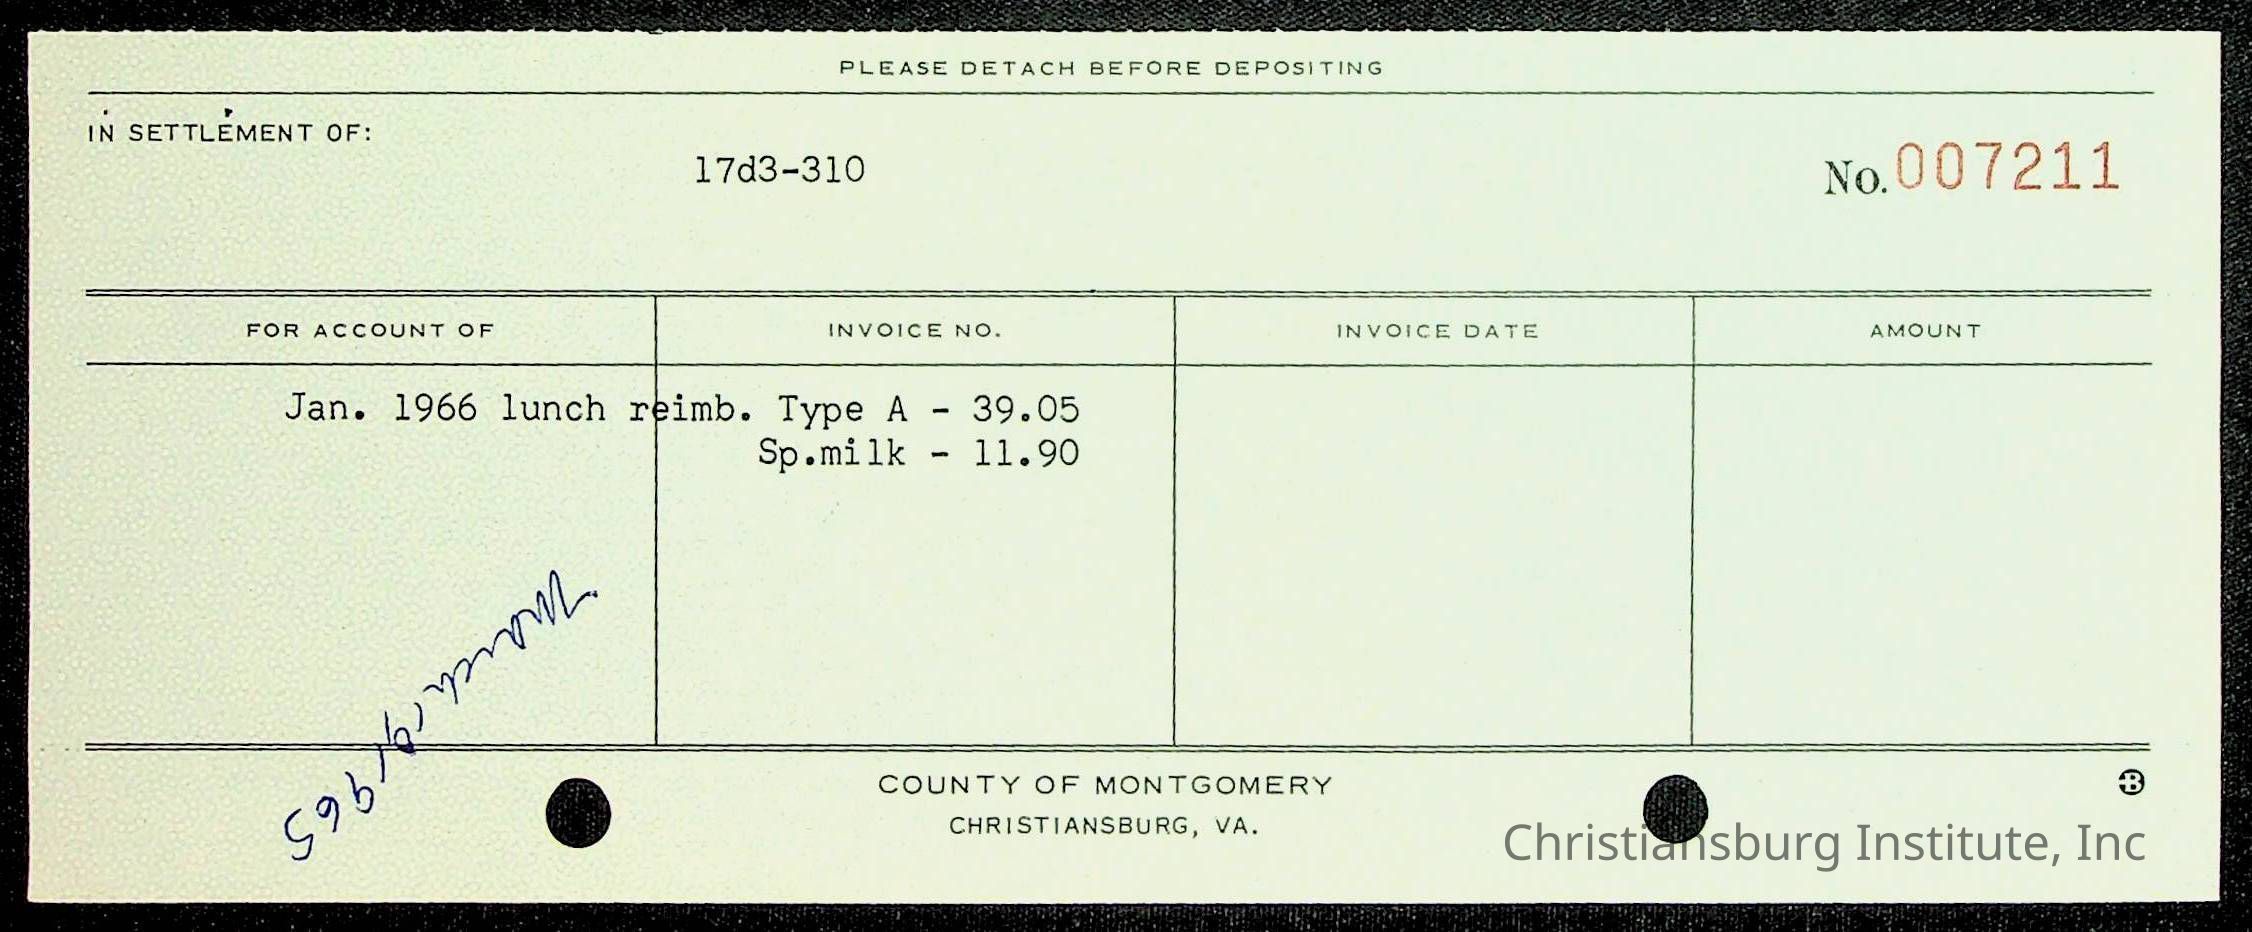 PLEASE DETACH BEFORE DEPOSITING
IN SETTLEMENT OF:
17d3-310
No. 007211
FOR ACCOUNT OF INVOICE NO. INVOICE DATE AMOUNT
Jan. 1966 lunch reimb. Type A - 39.05
Sp.milk - 11.90
March 1965
COUNTY OF MONTGOMERY
CHRISTIANSBURG, VA.
B
Christiansburg Institute, Inc